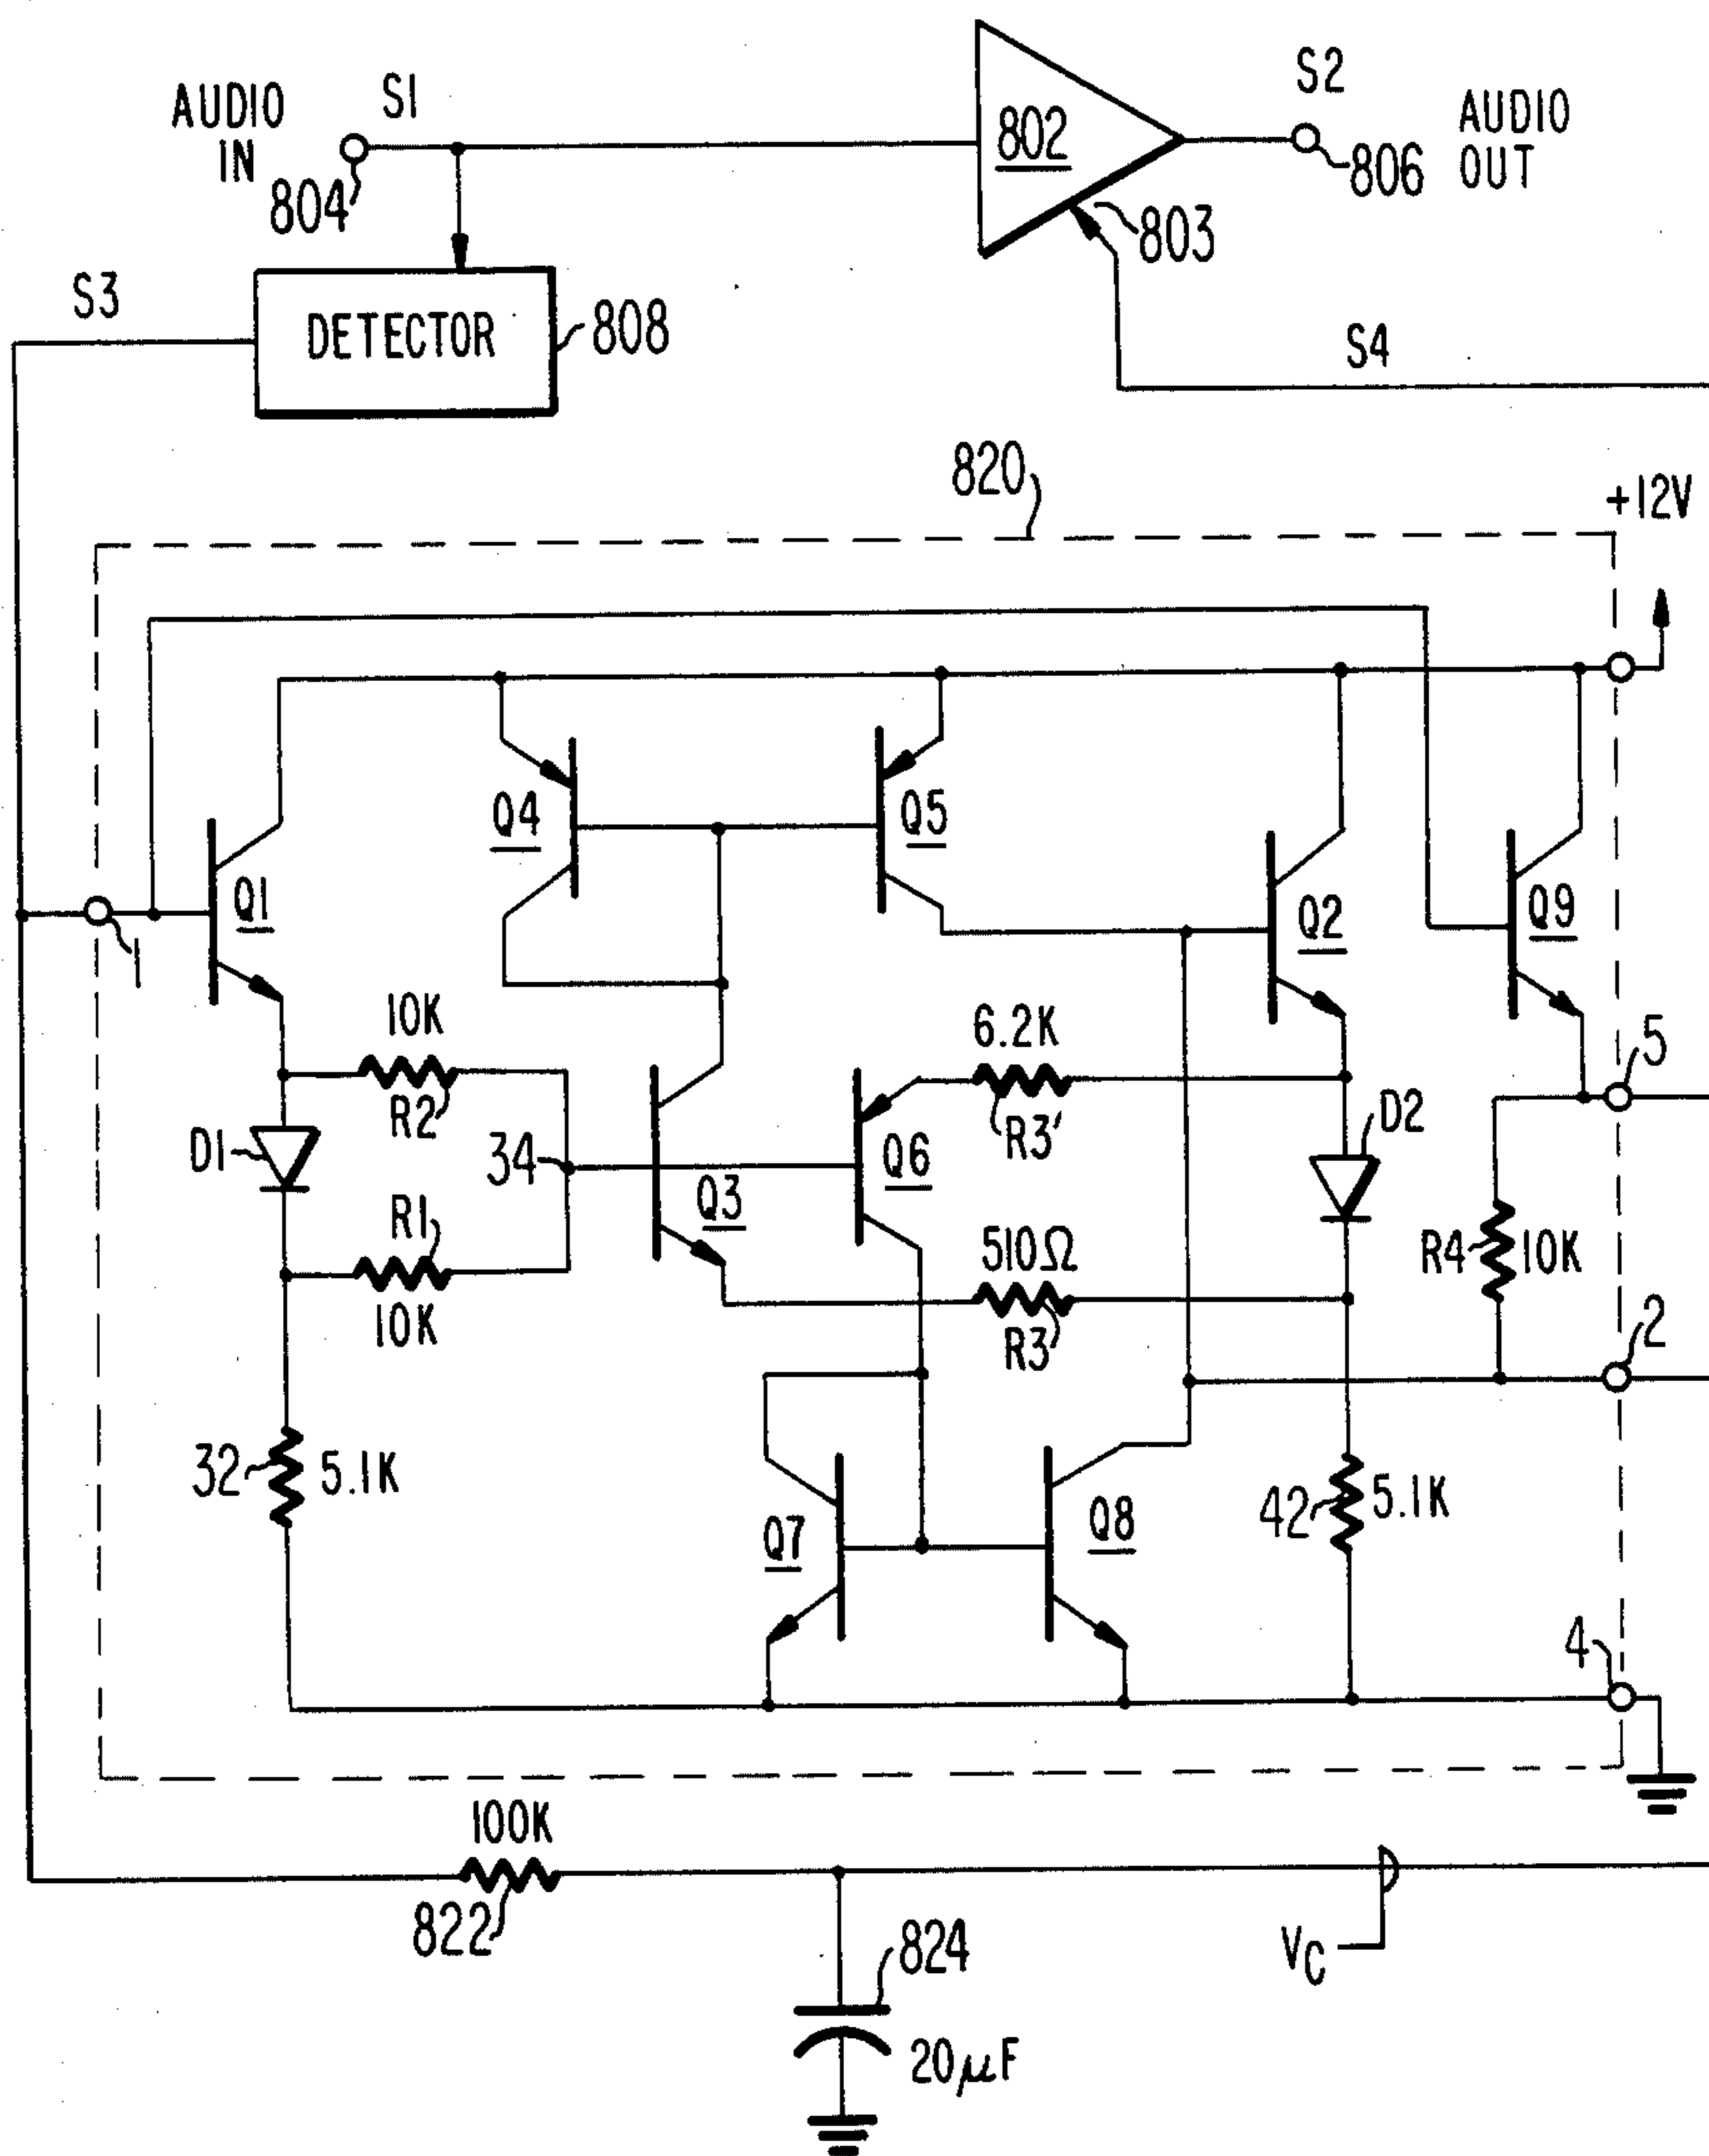 AUDIO IN
S1
804
802
803
S2
806
AUDIO OUT
S3
DETECTOR
808
S4
820
+12V
Q4
Q5
Q1
Q2
Q9
1
10K
R2
6.2K
R3'
5
D1
34
Q6
D2
Q3
R1
10K
510Ω
R3
R4
10K
2
32
5.1K
Q7
Q8
42
5.1K
4
100K
822
824
20µF
VC